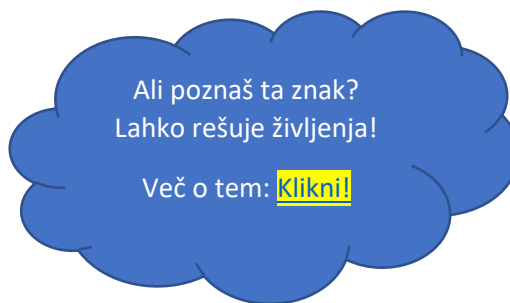 Ali poznaš ta znak?
Lahko rešuje življenja!
Več o tem: Klikni!